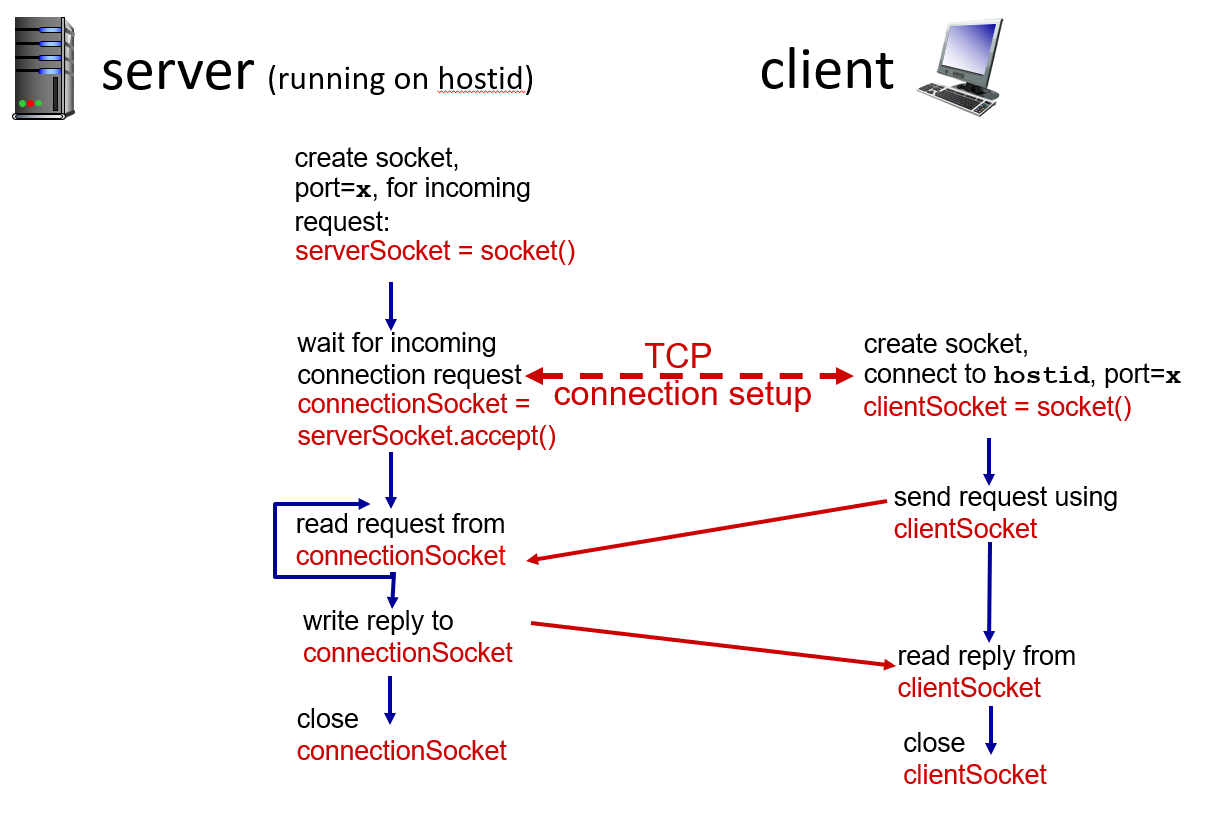 server (running on hostid)
client
create socket,
port=x, for incoming
request:
serverSocket = socket()
wait for incoming
connection request
connectionSocket =
serverSocket.accept()
TCP
connection setup
create socket,
connect to hostid, port=x
clientSocket = socket()
read request from
connectionSocket
send request using
clientSocket
write reply to
connectionSocket
read reply from
clientSocket
close
connectionSocket
close
clientSocket